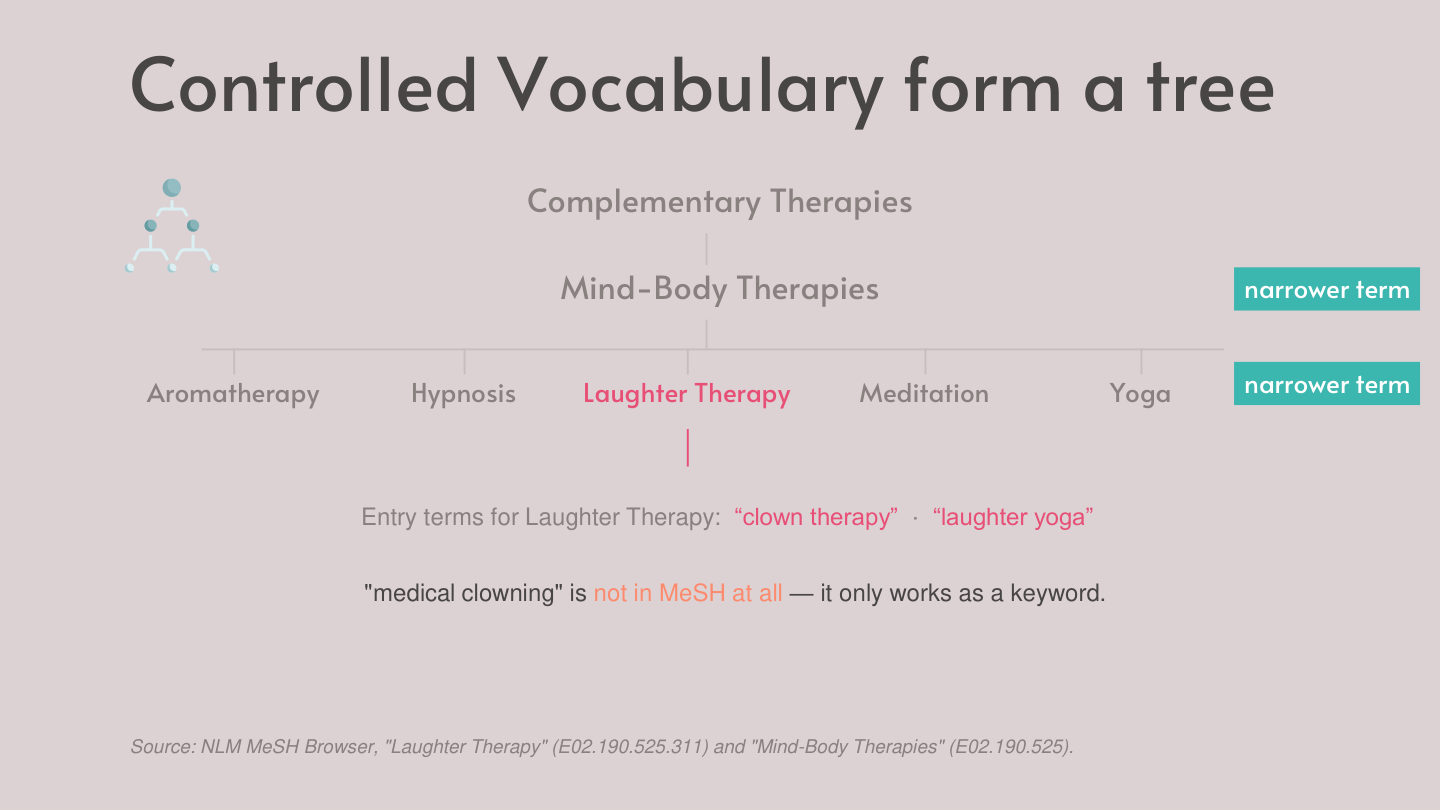 Controlled Vocabulary form a tree
Complementary Therapies
Mind-Body Therapies
narrower term
Aromatherapy
Hypnosis
Laughter Therapy
Meditation
Yoga
narrower term
Entry terms for Laughter Therapy: “clown therapy” · “laughter yoga”
"medical clowning" is not in MeSH at all — it only works as a keyword.
Source: NLM MeSH Browser, "Laughter Therapy" (E02.190.525.311) and "Mind-Body Therapies" (E02.190.525).